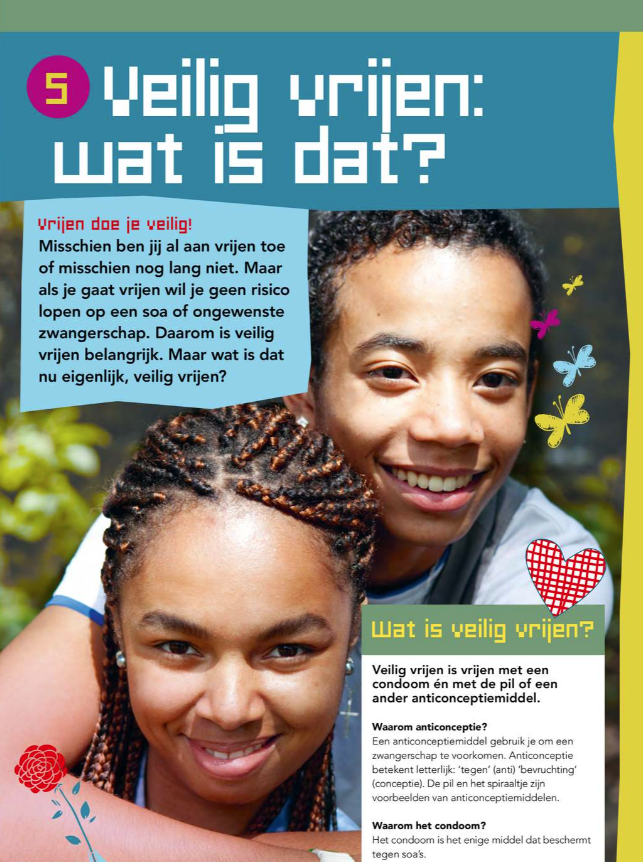 5 Veilig vrijen:
wat is dat?
Vrijen doe je veilig!
Misschien ben jij al aan vrijen toe
of misschien nog lang niet. Maar
als je gaat vrijen wil je geen risico
lopen op een soa of ongewenste
zwangerschap. Daarom is veilig
vrijen belangrijk. Maar wat is dat
nu eigenlijk, veilig vrijen?
Wat is veilig vrijen?
Veilig vrijen is vrijen met een
condoom én met de pil of een
ander anticonceptiemiddel.
Waarom anticonceptie?
Een anticonceptiemiddel gebruik je om een
zwangerschap te voorkomen. Anticonceptie
betekent letterlijk: ‘tegen’ (anti) ‘bevruchting’
(conceptie). De pil en het spiraaltje zijn
voorbeelden van anticonceptiemiddelen.
Waarom het condoom?
Het condoom is het enige middel dat beschermt
tegen soa’s.